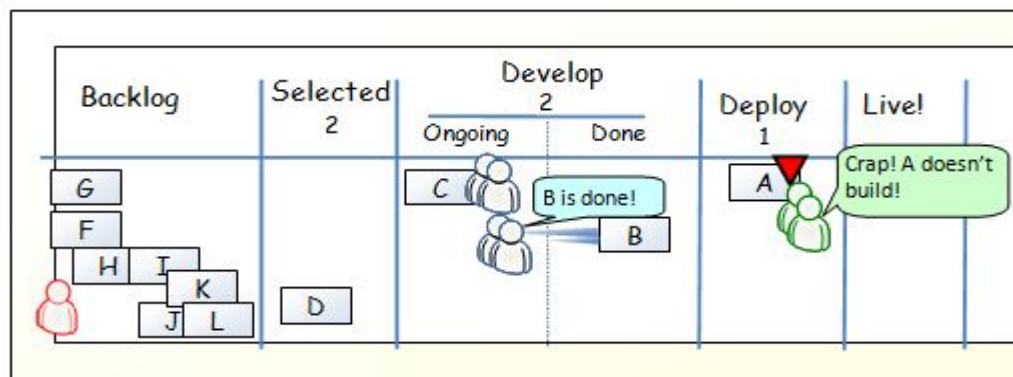 Backlog
Selected
2
Develop
2
Ongoing
Done
Deploy
1
Live!
G
F
H
I
K
J
L
D
C
B is done!
B
A
Crap! A doesn't
build!